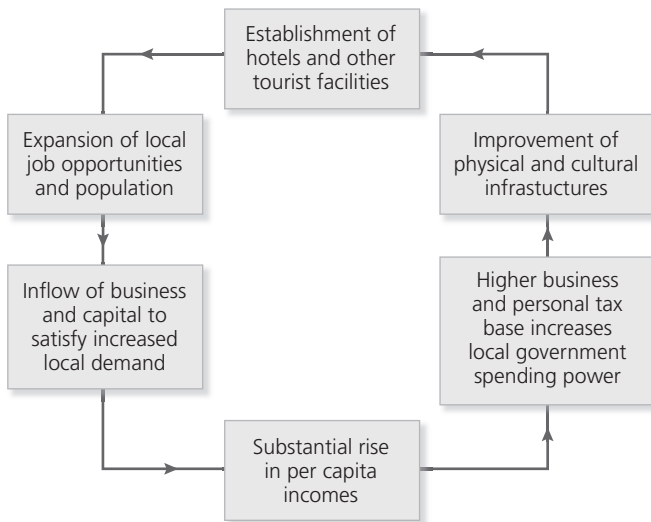 Establishment of
hotels and other
tourist facilities
Expansion of local
job opportunities
and population
Inflow of business
and capital to
satisfy increased
local demand
Substantial rise
in per capita
incomes
Higher business
and personal tax
base increases
local government
spending power
Improvement of
physical and cultural
infrastuctures